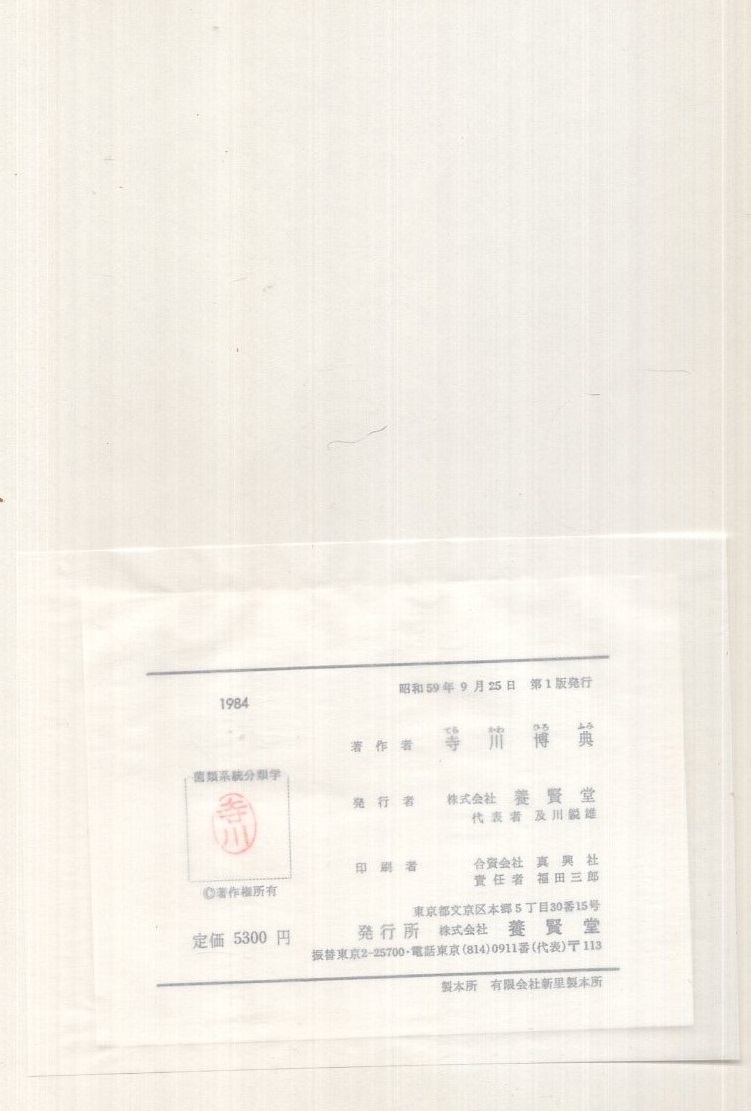 1984
昭和59年9月25日 第1版発行
著作者 寺川博典
てら かわ ひろ ふみ
菌類系統分類学
寺川
©著作権所有
定価 5300 円
発行者 株式会社 養賢堂
代表者 及川鋭雄
印刷者 合資会社 真興社
責任者 福田三郎
東京都文京区本郷5丁目30番15号
発行所 株式会社 養賢堂
振替東京2-25700・電話東京(814)0911番(代表)〒113
製本所 有限会社新里製本所